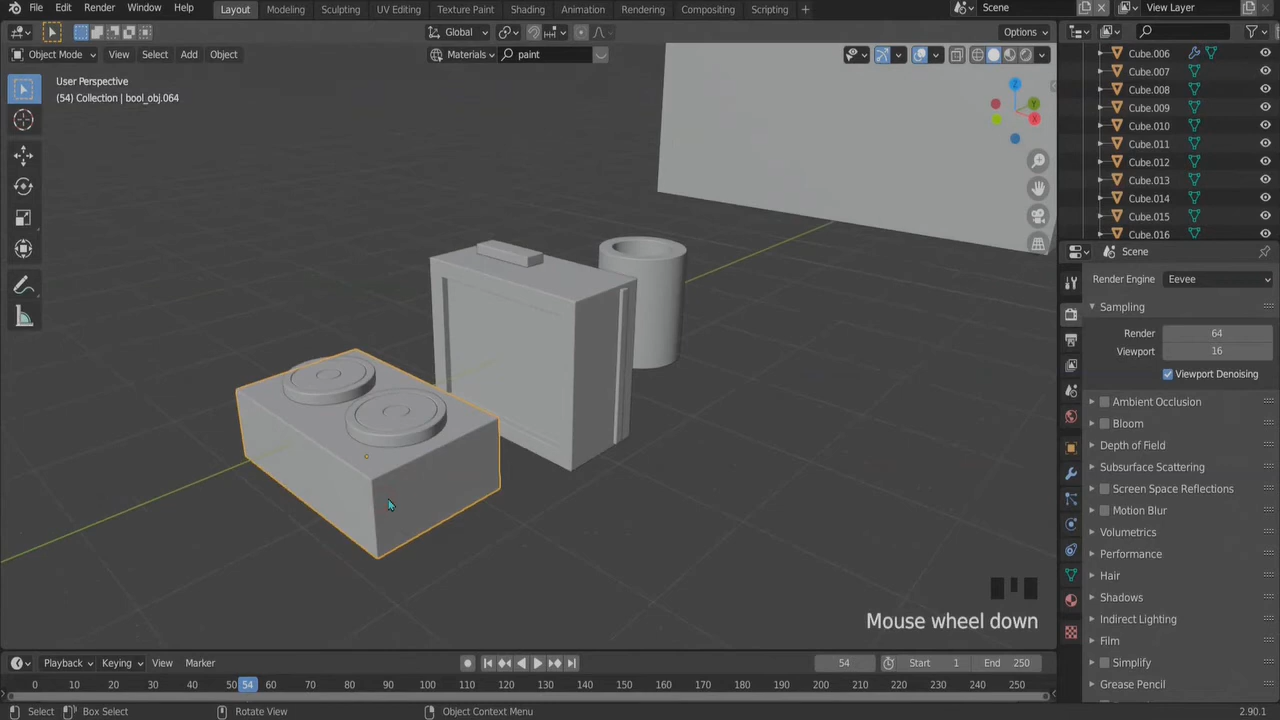 File Edit Render Window Help Layout Modeling Sculpting UV Editing Texture Paint Shading Animation Rendering Compositing Scripting + Scene View Layer
Global Options
Object Mode View Select Add Object Materials paint
User Perspective
(54) Collection | bool_obj.064
Z
Y
X
Cube.006
Cube.007
Cube.008
Cube.009
Cube.010
Cube.011
Cube.012
Cube.013
Cube.014
Cube.015
Cube.016
Scene
Render Engine Eevee
Sampling
Render 64
Viewport 16
Viewport Denoising
Ambient Occlusion
Bloom
Depth of Field
Subsurface Scattering
Screen Space Reflections
Motion Blur
Volumetrics
Performance
Hair
Shadows
Indirect Lighting
Film
Simplify
Grease Pencil
Mouse wheel down
Playback Keying View Marker 54 Start 1 End 250
0 10 20 30 40 50 54 60 70 80 90 100 110 120 130 140 150 160 170 180 190 200 210 220 230 240 250
Select Box Select Rotate View Object Context Menu 2.90.1